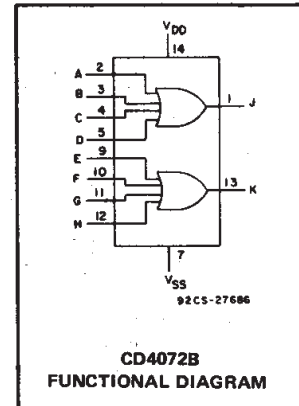 VDD
14
A 2
B 3
C 4
D 5
1 J
E 9
F 10
G 11
H 12
13 K
7
VSS
92CS-27686
CD4072B
FUNCTIONAL DIAGRAM